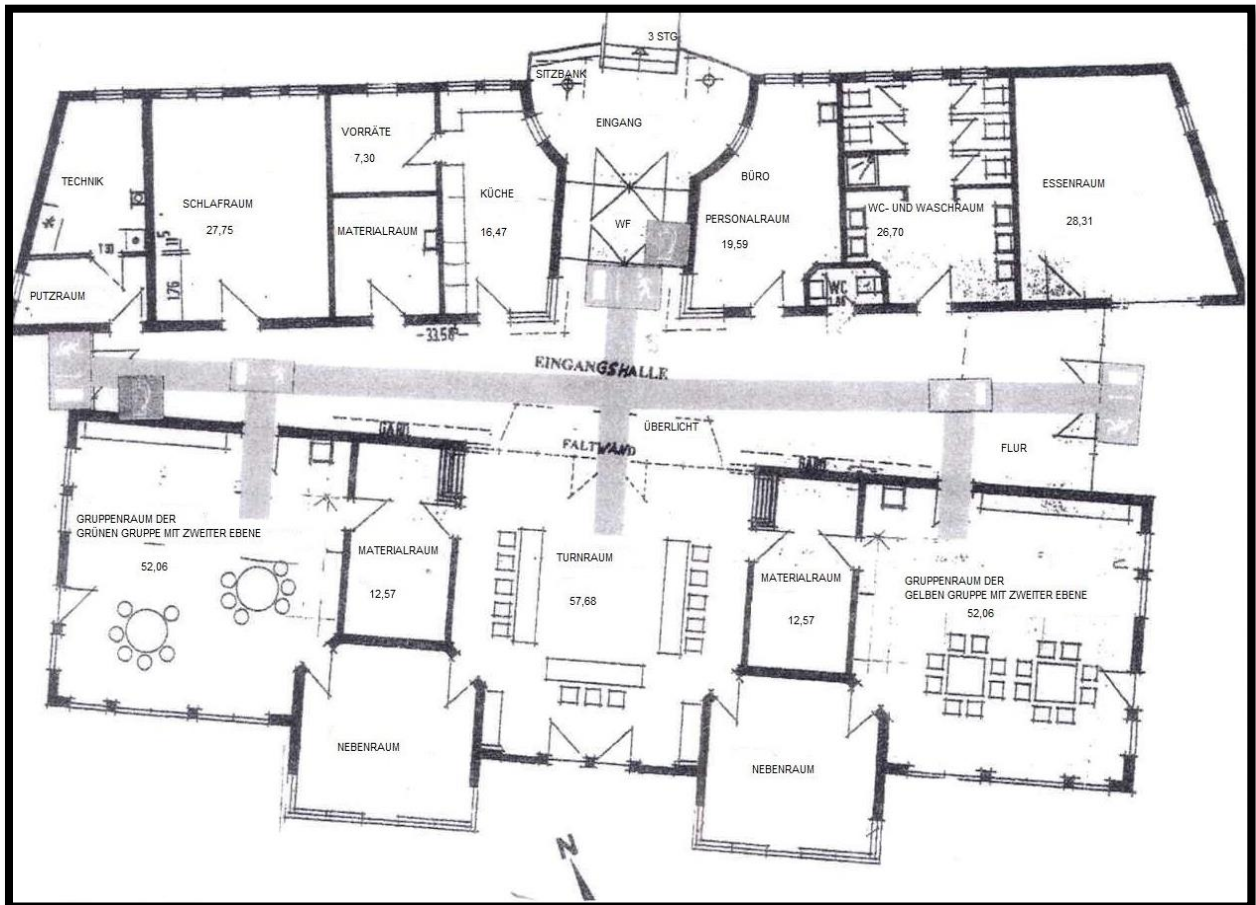 3 STG
SITZBANK
EINGANG
VORRÄTE
7,30
TECHNIK
SCHLAFRAUM
27,75
KÜCHE
16,47
MATERIALRAUM
WF
BÜRO
PERSONALRAUM
19,59
WC- UND WASCHRAUM
26,70
ESSENRAUM
28,31
PUTZRAUM
WC
EINGANGSHALLE
ÜBERLICHT
FALTWAND
GARD
GARD
FLUR
GRUPPENRAUM DER
GRÜNEN GRUPPE MIT ZWEITER EBENE
52,06
MATERIALRAUM
12,57
TURNRAUM
57,68
MATERIALRAUM
12,57
GRUPPENRAUM DER
GELBEN GRUPPE MIT ZWEITER EBENE
52,06
NEBENRAUM
NEBENRAUM
N